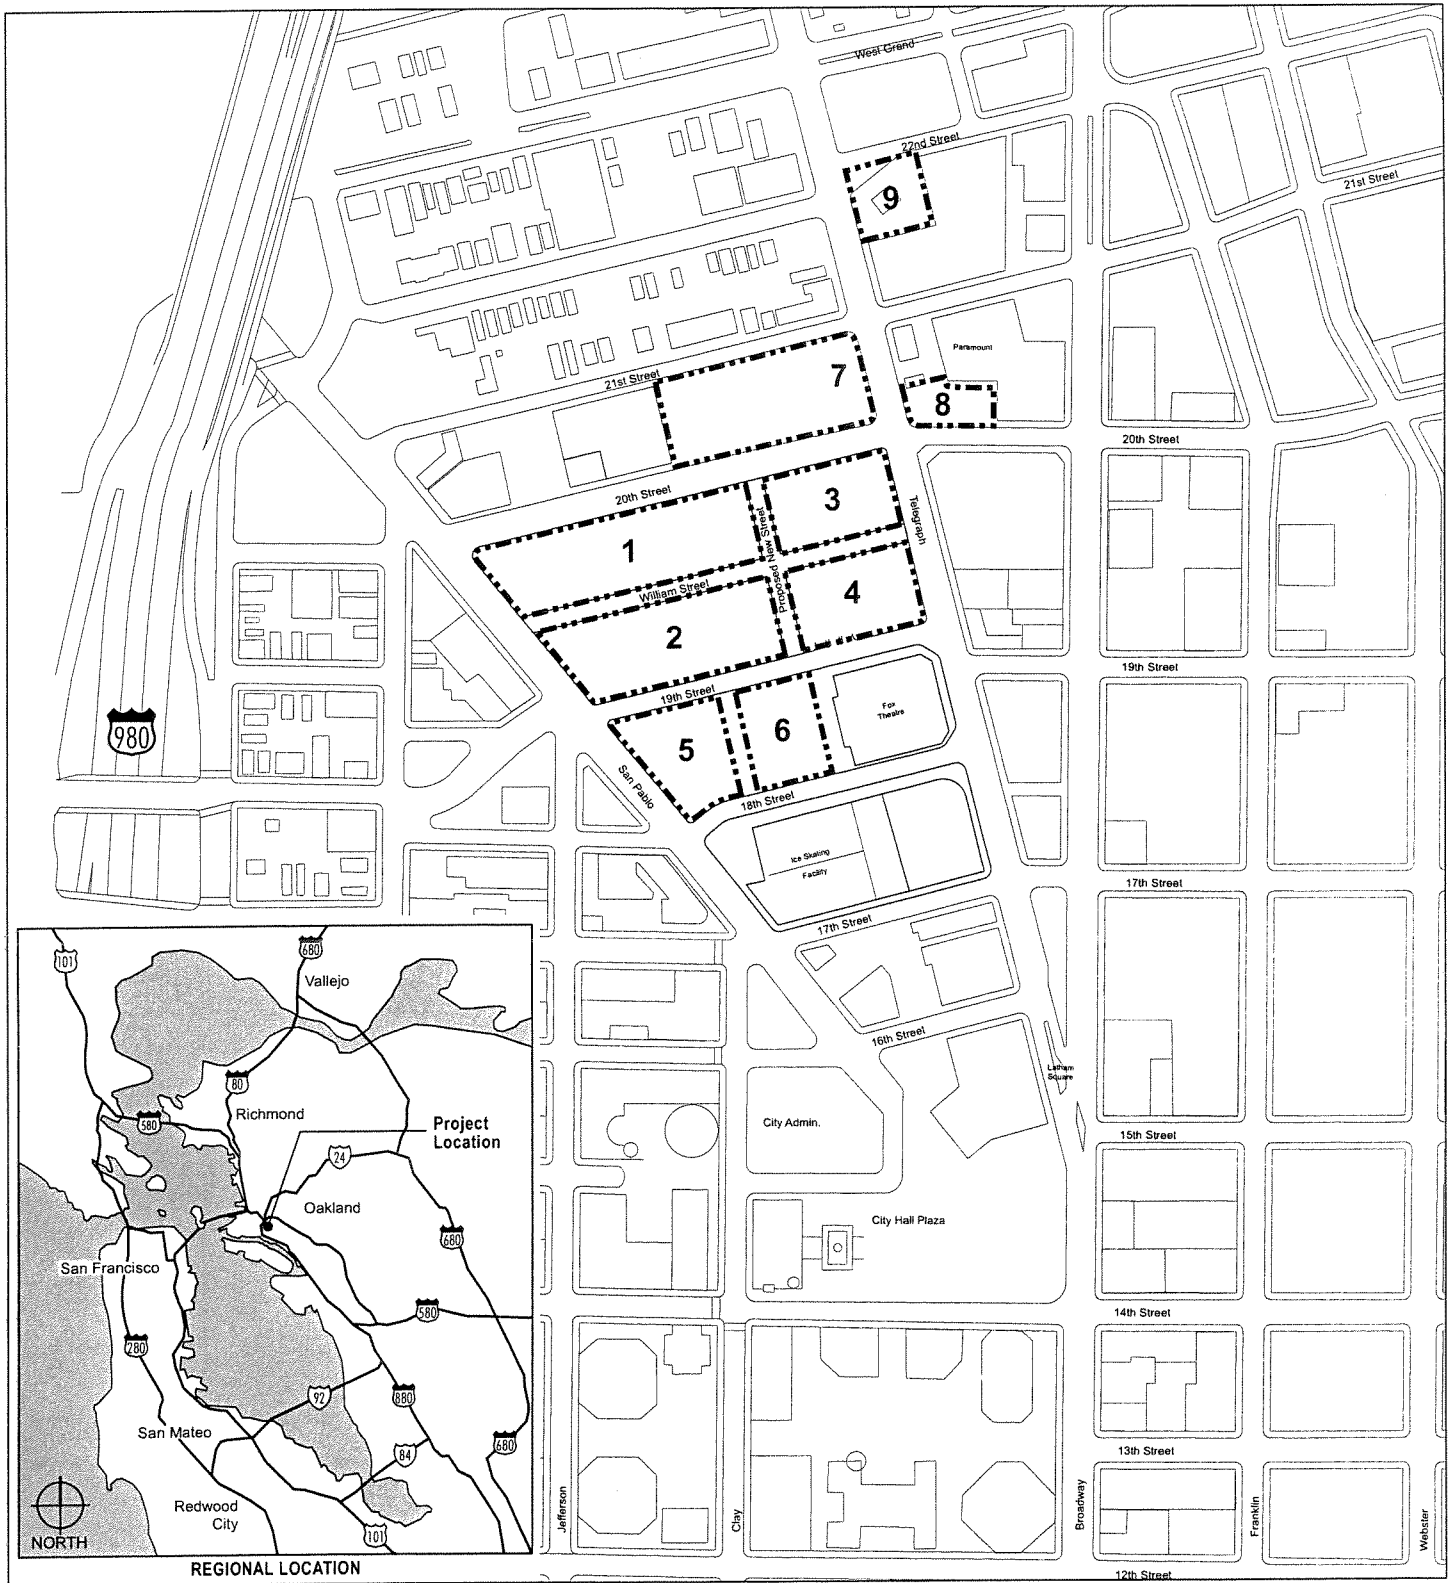 West Grand
22nd Street
21st Street
9
Paramount
7
21st Street
8
20th Street
20th Street
3
Telegraph
1
Proposed New Street
William Street
4
2
19th Street
19th Street
Fox
Theatre
980
5
6
San Pablo
18th Street
Ice Skating
Facility
17th Street
17th Street
16th Street
Latham
Square
City Admin.
15th Street
City Hall Plaza
14th Street
13th Street
Jefferson
Clay
Broadway
Franklin
Webster
12th Street
101
680
Vallejo
80
Richmond
580
Project
Location
24
Oakland
680
San Francisco
580
280
92
880
San Mateo
680
84
Redwood
City
101
NORTH
REGIONAL LOCATION